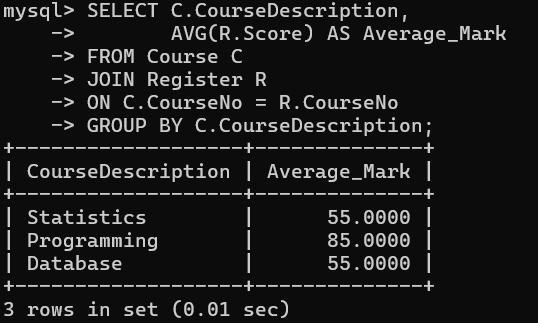 mysql> SELECT C.CourseDescription,
    ->        AVG(R.Score) AS Average_Mark
    -> FROM Course C
    -> JOIN Register R
    -> ON C.CourseNo = R.CourseNo
    -> GROUP BY C.CourseDescription;
+-------------------+--------------+
| CourseDescription | Average_Mark |
+-------------------+--------------+
| Statistics        |      55.0000 |
| Programming       |      85.0000 |
| Database          |      55.0000 |
+-------------------+--------------+
3 rows in set (0.01 sec)